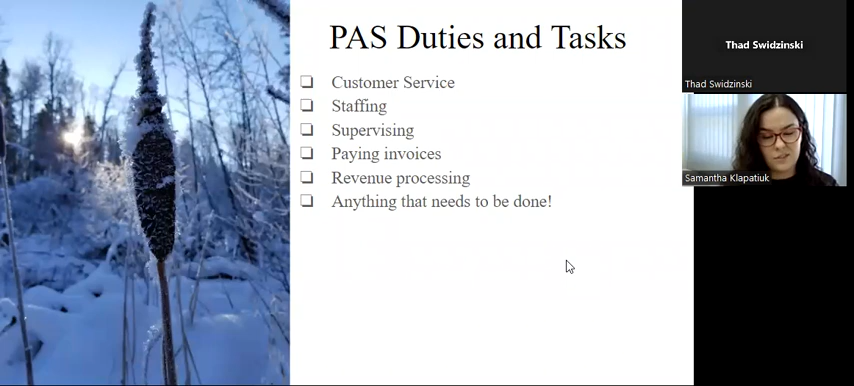 PAS Duties and Tasks
Customer Service
Staffing
Supervising
Paying invoices
Revenue processing
Anything that needs to be done!
Thad Swidzinski
Thad Swidzinski
Samantha Klapatiuk